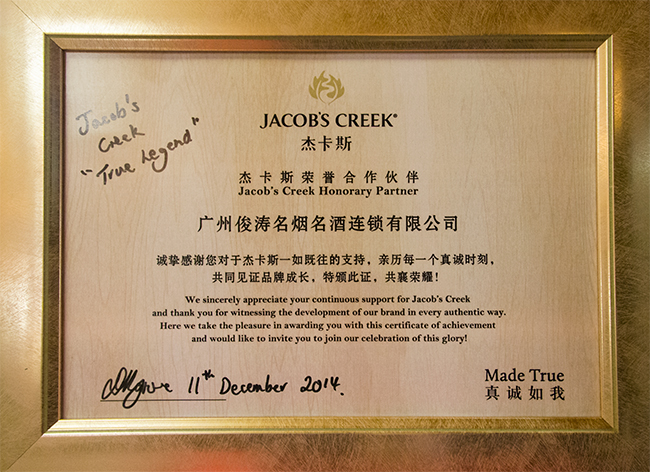 Jacob's
Creek
"True Legend"
JACOB'S CREEK®
杰卡斯
杰卡斯荣誉合作伙伴
Jacob's Creek Honorary Partner
广州俊涛名烟名酒连锁有限公司
诚挚感谢您对于杰卡斯一如既往的支持，亲历每一个真诚时刻，
共同见证品牌成长，特颁此证，共襄荣耀!
We sincerely appreciate your continuous support for Jacob's Creek
and thank you for witnessing the development of our brand in every authentic way.
Here we take the pleasure in awarding you with this certificate of achievement
and would like to invite you to join our celebration of this glory!
11th December 2014.
Made True
真诚如我